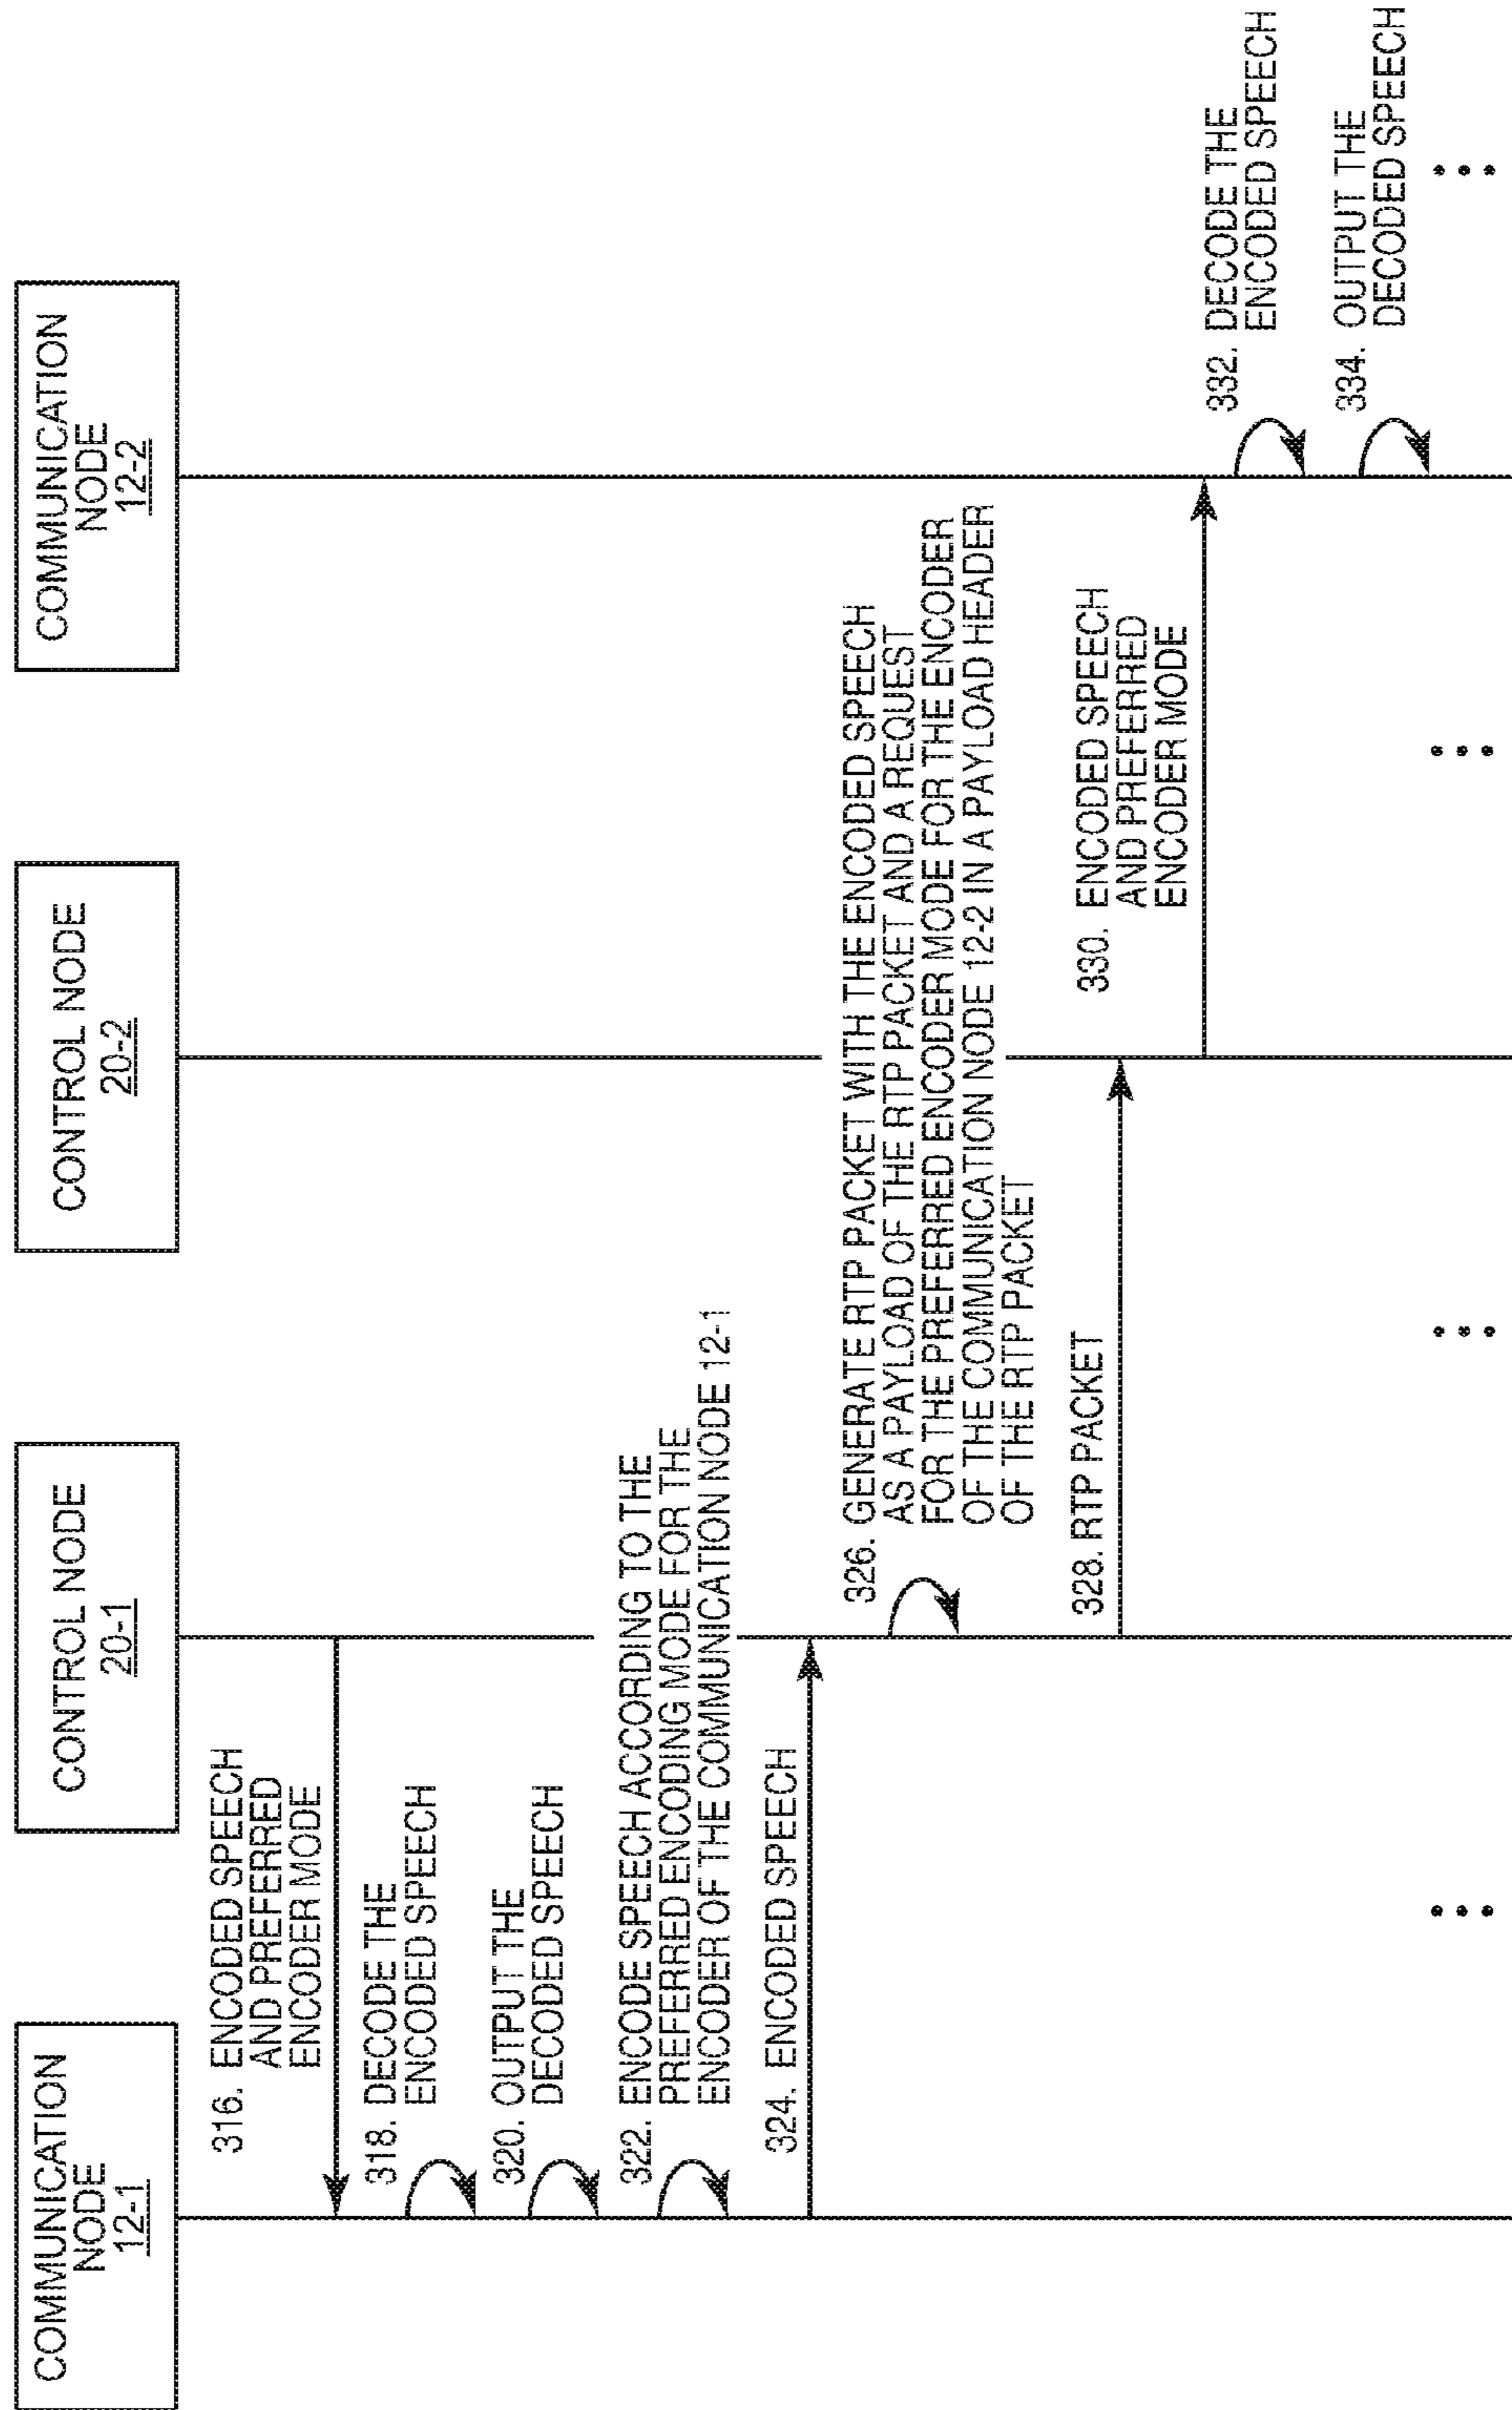 COMMUNICATION
NODE
12-1
CONTROL NODE
20-1
CONTROL NODE
20-2
COMMUNICATION
NODE
12-2
316. ENCODED SPEECH
AND PREFERRED
ENCODER MODE
318. DECODE THE
ENCODED SPEECH
320. OUTPUT THE
DECODED SPEECH
322. ENCODE SPEECH ACCORDING TO THE
PREFERRED ENCODING MODE FOR THE
ENCODER OF THE COMMUNICATION NODE 12-1
324. ENCODED SPEECH
326. GENERATE RTP PACKET WITH THE ENCODED SPEECH
AS A PAYLOAD OF THE RTP PACKET AND A REQUEST
FOR THE PREFERRED ENCODER MODE FOR THE ENCODER
OF THE COMMUNICATION NODE 12-2 IN A PAYLOAD HEADER
OF THE RTP PACKET
328. RTP PACKET
330. ENCODED SPEECH
AND PREFERRED
ENCODER MODE
332. DECODE THE
ENCODED SPEECH
334. OUTPUT THE
DECODED SPEECH